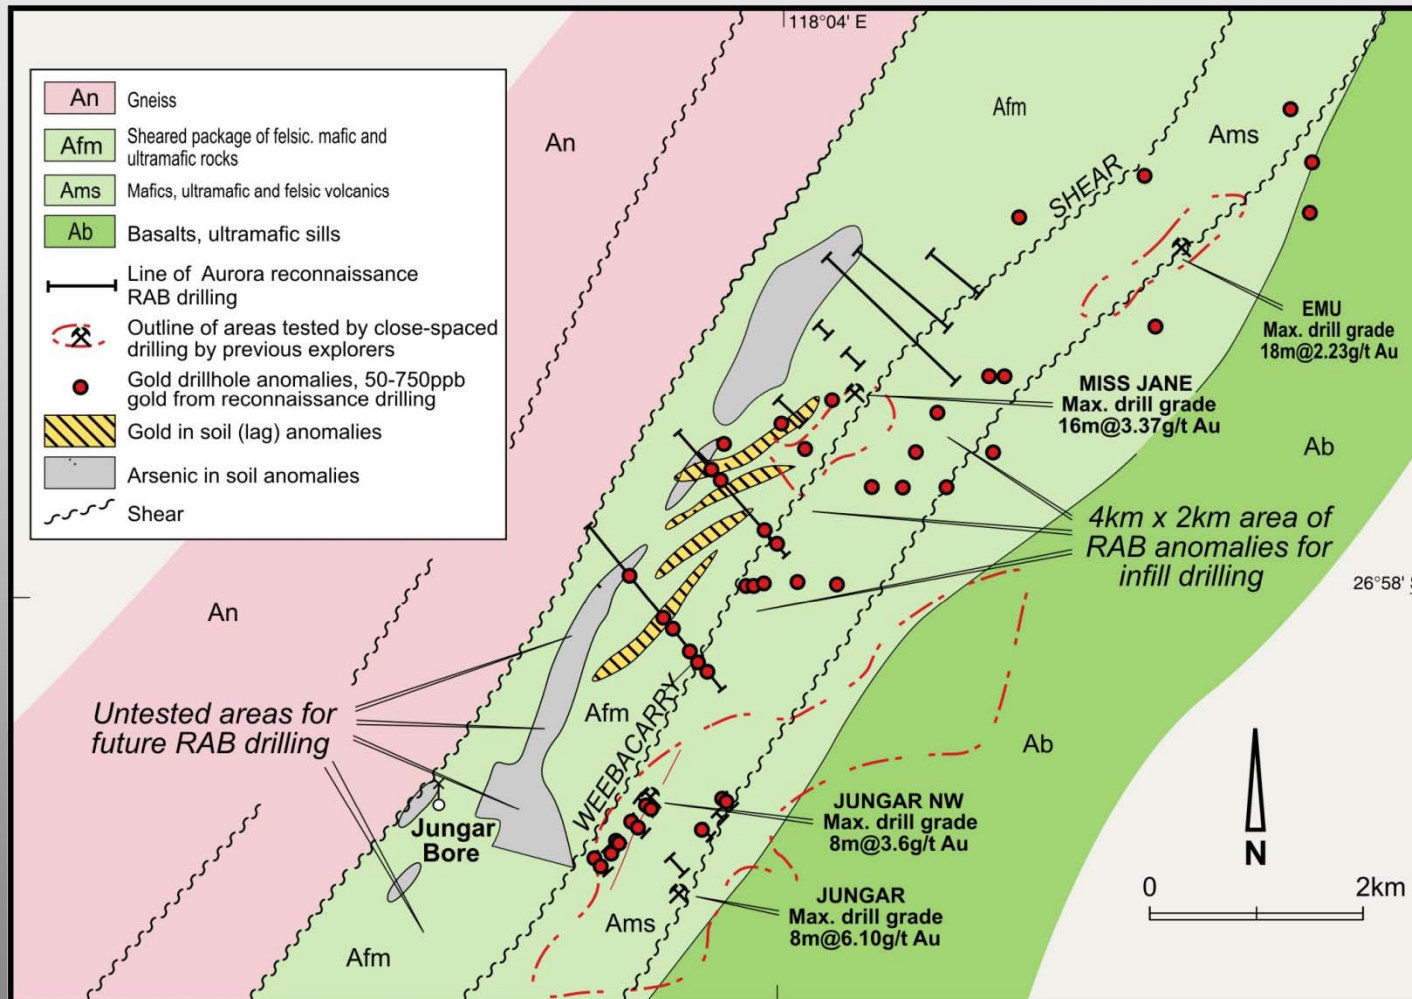 118°04' E
An Gneiss
Afm Sheared package of felsic. mafic and
ultramafic rocks
Ams Mafics, ultramafic and felsic volcanics
Ab Basalts, ultramafic sills
Line of Aurora reconnaissance
RAB drilling
Outline of areas tested by close-spaced
drilling by previous explorers
Gold drillhole anomalies, 50-750ppb
gold from reconnaissance drilling
Gold in soil (lag) anomalies
Arsenic in soil anomalies
Shear
An
Afm
Ams
SHEAR
EMU
Max. drill grade
18m@2.23g/t Au
MISS JANE
Max. drill grade
16m@3.37g/t Au
Ab
4km x 2km area of
RAB anomalies for
infill drilling
26°58' S
An
Untested areas for
future RAB drilling
Afm
WEEBACARRY
Ab
Jungar
Bore
JUNGAR NW
Max. drill grade
8m@3.6g/t Au
JUNGAR
Max. drill grade
8m@6.10g/t Au
Ams
Afm
N
0 2km